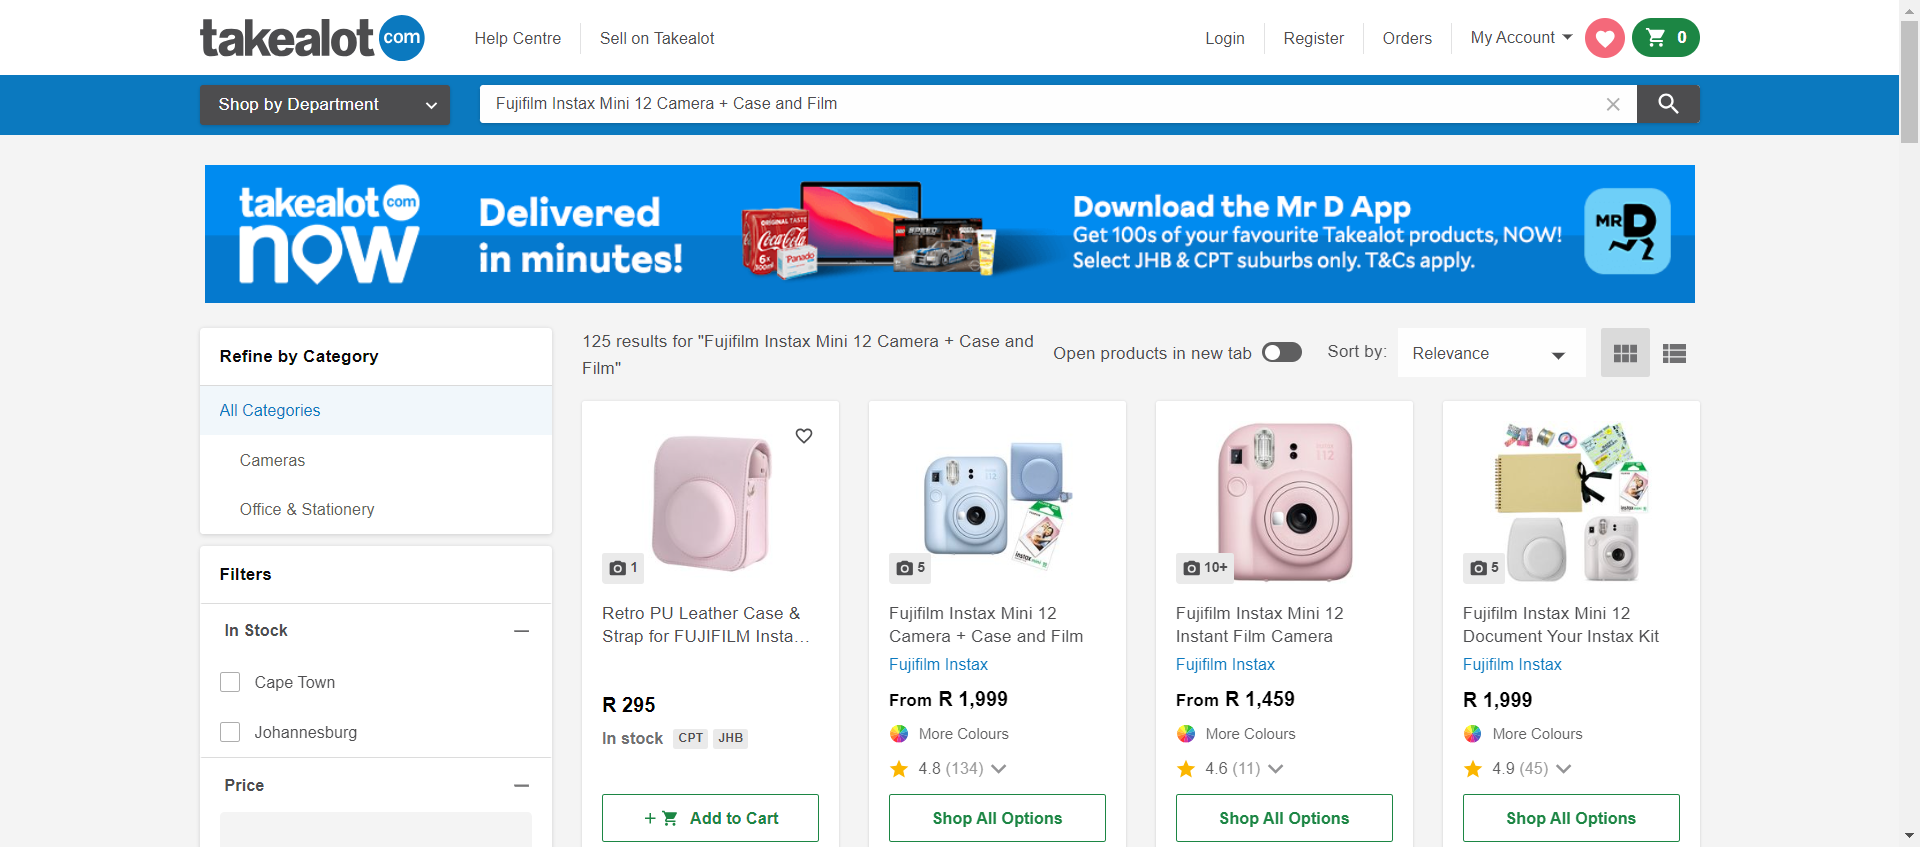 takealot com
Help Centre
Sell on Takealot
Login
Register
Orders
My Account
0
Shop by Department
Fujifilm Instax Mini 12 Camera + Case and Film
takealot com
NOW
Delivered
in minutes!
ORIGINAL TASTE
Coca-Cola
6x
300ml
Panado
SPEED
Download the Mr D App
Get 100s of your favourite Takealot products, NOW!
Select JHB & CPT suburbs only. T&Cs apply.
MR D
Refine by Category
All Categories
Cameras
Office & Stationery
Filters
In Stock
Cape Town
Johannesburg
Price
125 results for "Fujifilm Instax Mini 12 Camera + Case and
Film"
Open products in new tab
Sort by:
Relevance
1
Retro PU Leather Case &
Strap for FUJIFILM Insta...
R 295
In stock CPT JHB
+ Add to Cart
5
Fujifilm Instax Mini 12
Camera + Case and Film
Fujifilm Instax
From R 1,999
More Colours
4.8 (134)
Shop All Options
10+
Fujifilm Instax Mini 12
Instant Film Camera
Fujifilm Instax
From R 1,459
More Colours
4.6 (11)
Shop All Options
5
Fujifilm Instax Mini 12
Document Your Instax Kit
Fujifilm Instax
R 1,999
More Colours
4.9 (45)
Shop All Options